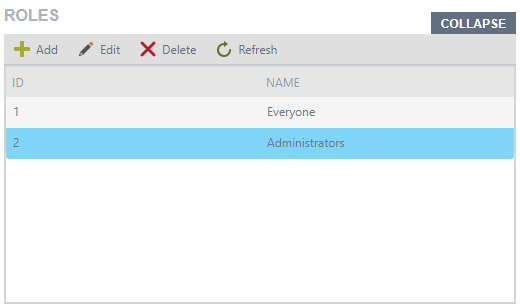 ROLES
COLLAPSE
Add Edit Delete Refresh
ID NAME
1 Everyone
2 Administrators